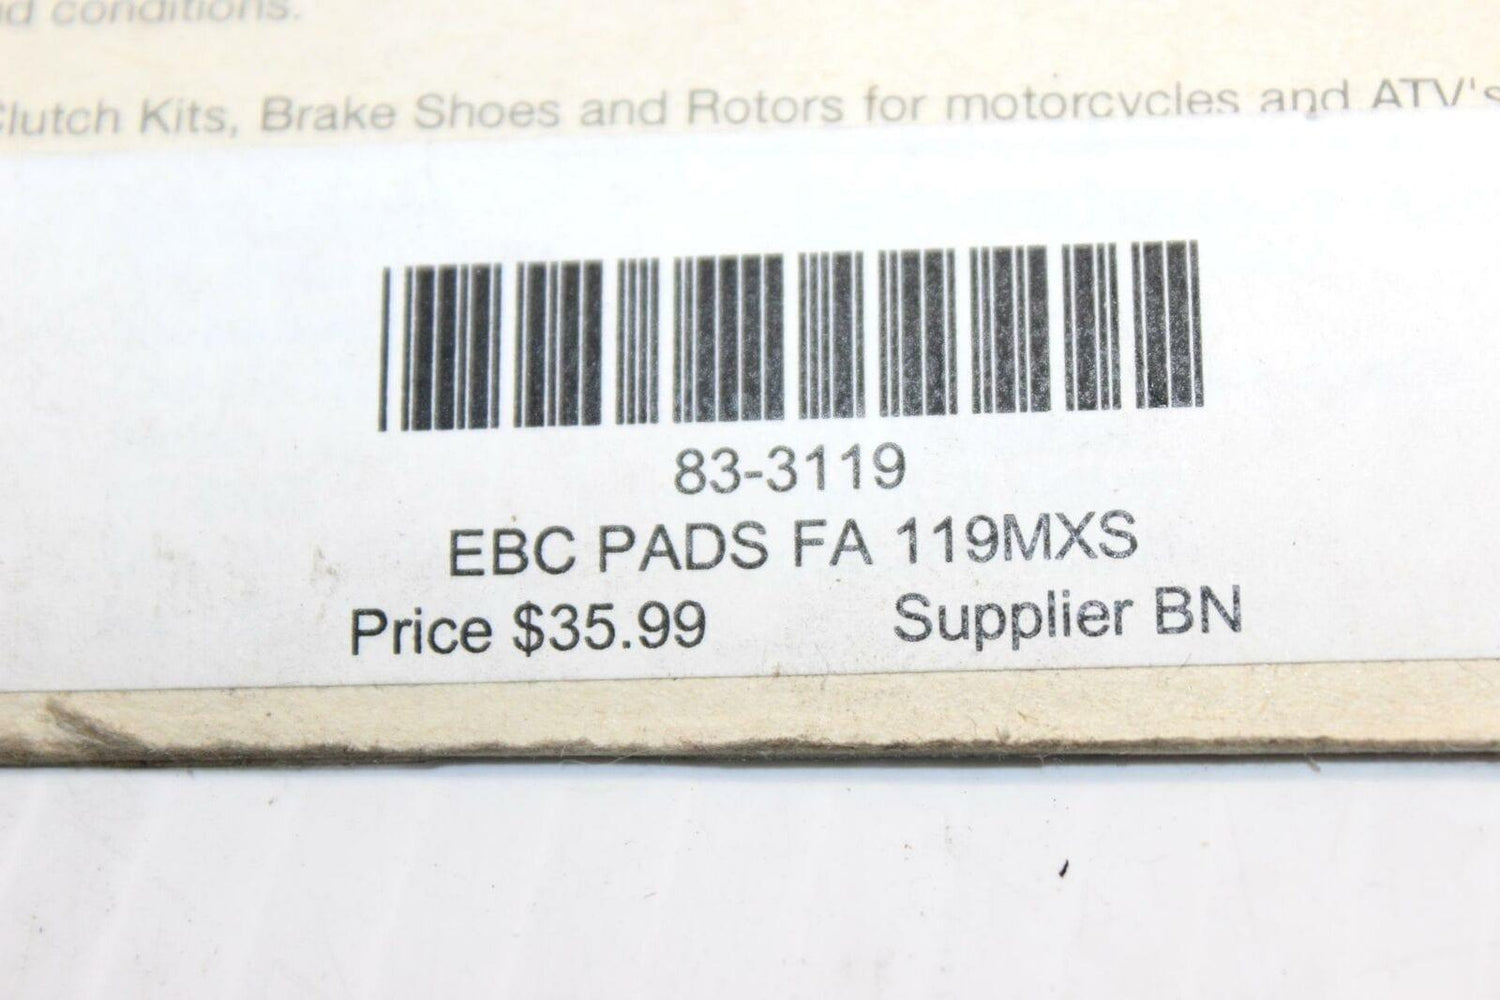 conditions.
Clutch Kits, Brake Shoes and Rotors for motorcycles and ATV's
83-3119
EBC PADS FA 119MXS
Price $35.99 Supplier BN